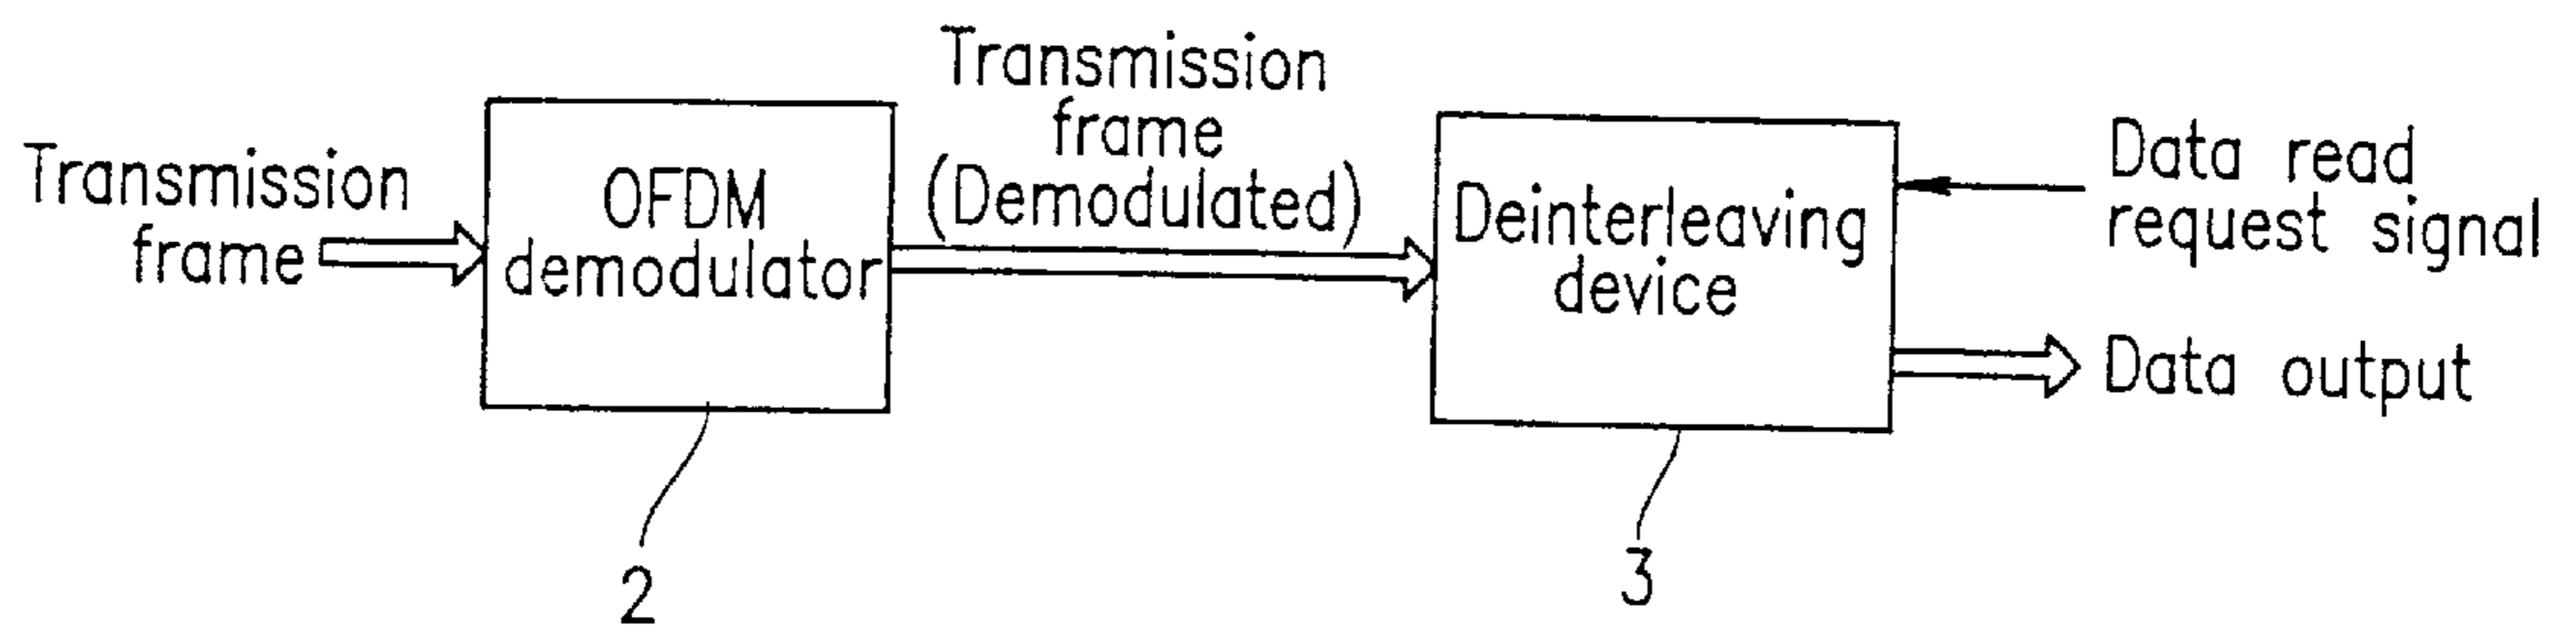 Transmission
frame
OFDM
demodulator
Transmission
frame
(Demodulated)
Deinterleaving
device
Data read
request signal
Data output
2
3